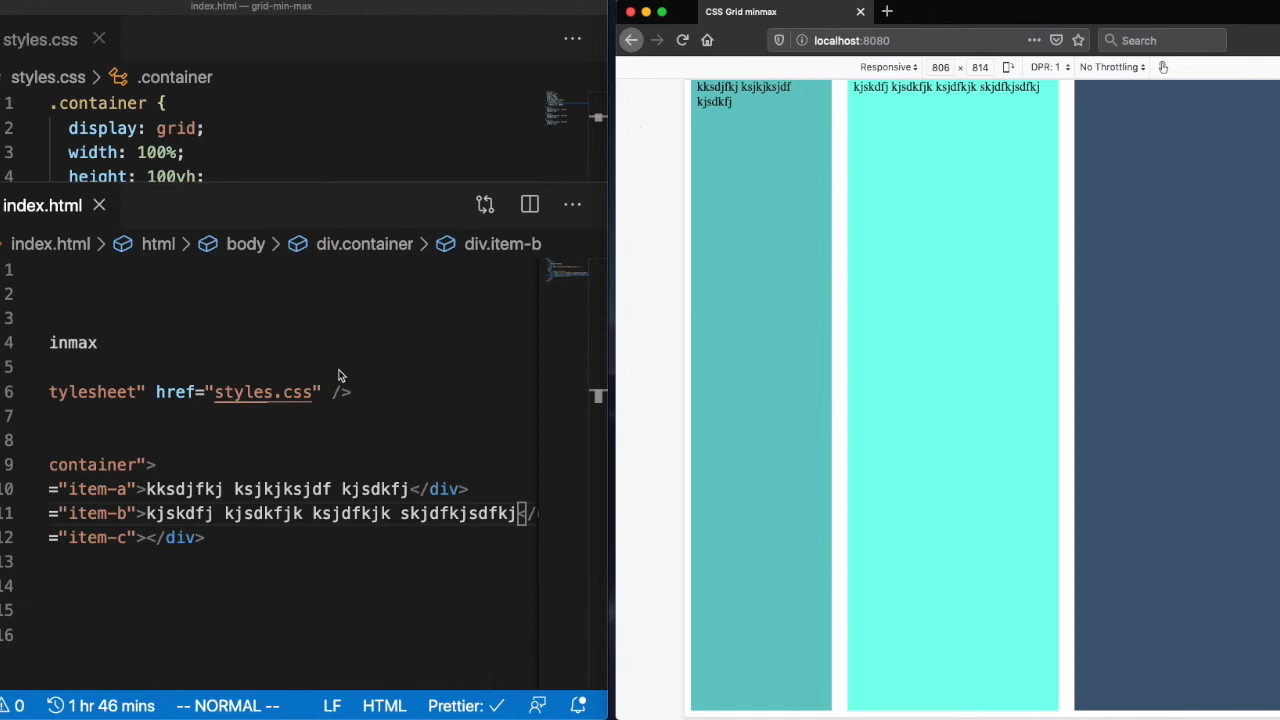 index.html — grid-min-max
styles.css
styles.css > .container
1 .container {
2 display: grid;
3 width: 100%;
4 height: 100vh;
index.html
index.html > html > body > div.container > div.item-b
1
2
3
4 inmax
5
6 tylesheet" href="styles.css" />
7
8
9 container">
10 ="item-a">kksdjfkj ksjkjksjdf kjsdkfj</div>
11 ="item-b">kjskdfj kjsdkfjk ksjdfkjk skjdfkjsdfkj</
12 ="item-c"></div>
13
14
15
16
0 1 hr 46 mins -- NORMAL -- LF HTML Prettier: ✓
CSS Grid minmax
localhost:8080
Search
Responsive 806 × 814 DPR: 1 No Throttling
kksdjfkj ksjkjksjdf
kjsdkfj
kjskdfj kjsdkfjk ksjdfkjk skjdfkjsdfkj